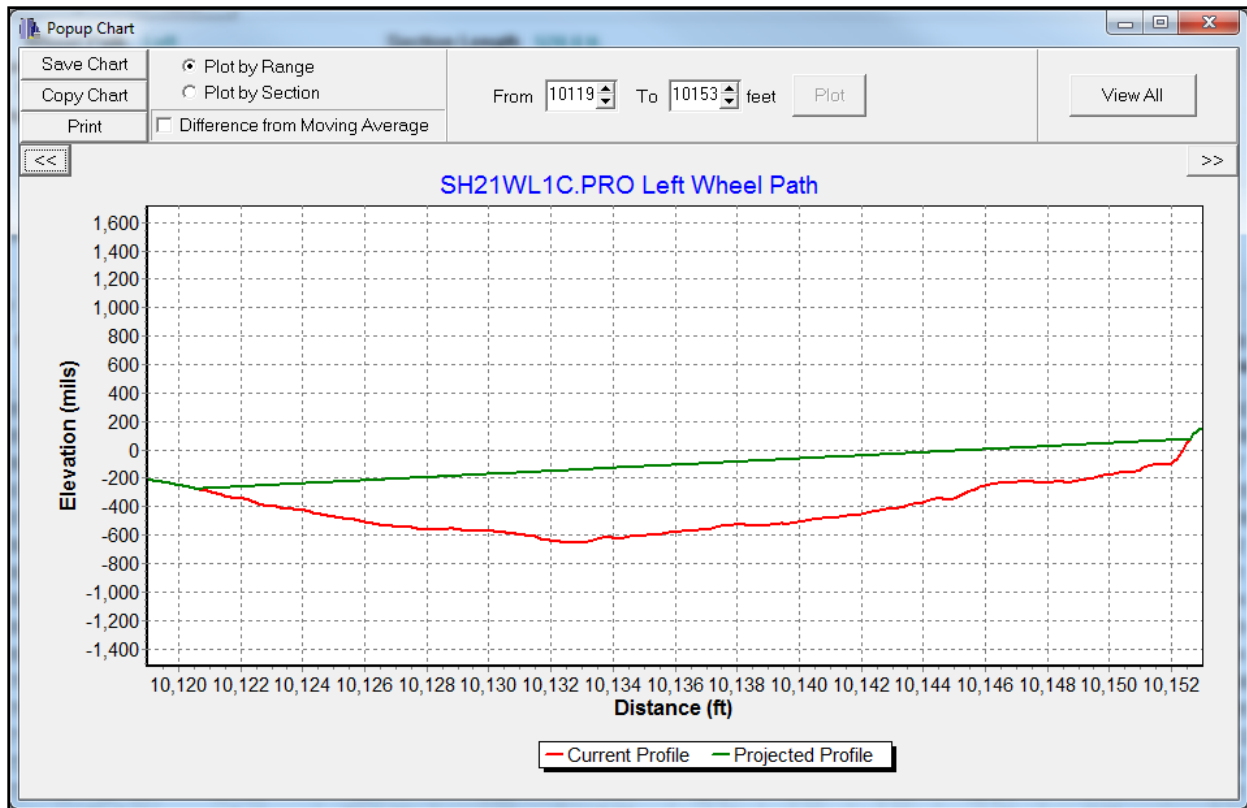 Popup Chart
Save Chart
Copy Chart
Print
Plot by Range
Plot by Section
Difference from Moving Average
From 10119 To 10153 feet Plot
View All
<<
>>
SH21WL1C.PRO Left Wheel Path
1,600
1,400
1,200
1,000
800
600
400
200
0
-200
-400
-600
-800
-1,000
-1,200
-1,400
Elevation (mils)
10,120 10,122 10,124 10,126 10,128 10,130 10,132 10,134 10,136 10,138 10,140 10,142 10,144 10,146 10,148 10,150 10,152
Distance (ft)
Current Profile Projected Profile